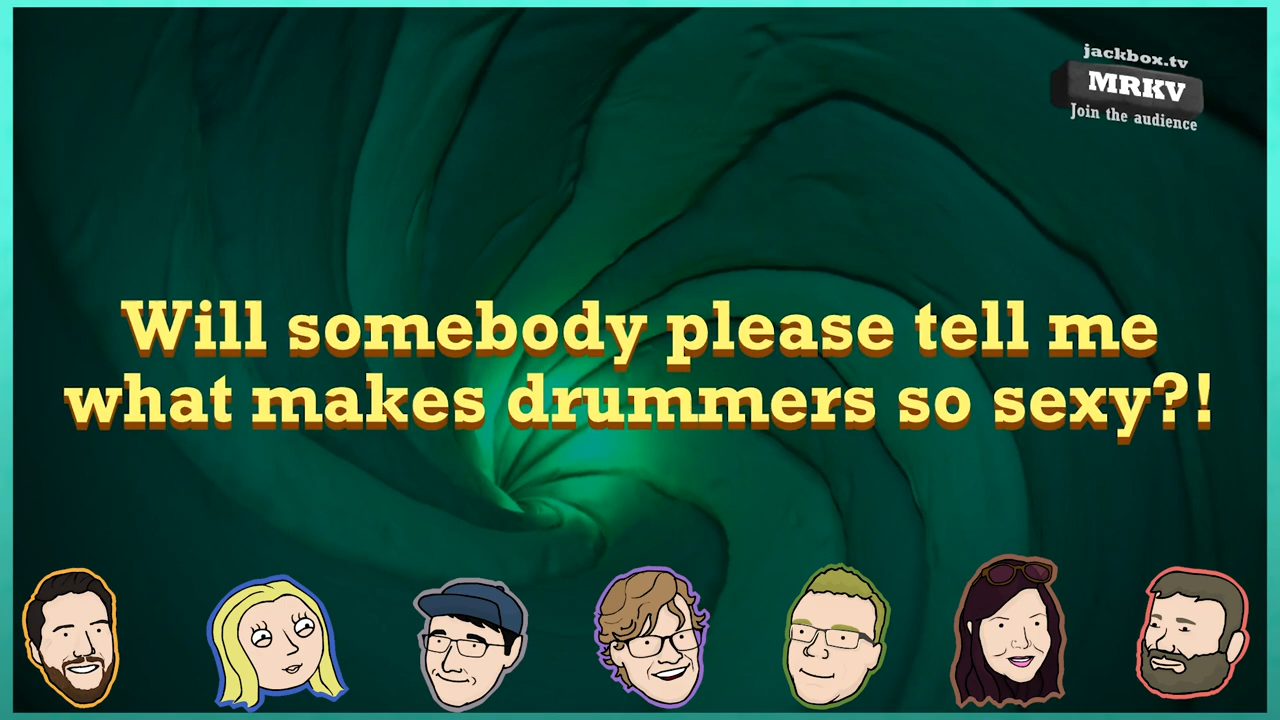 jackbox.tv
MRKV
Join the audience
Will somebody please tell me
what makes drummers so sexy?!